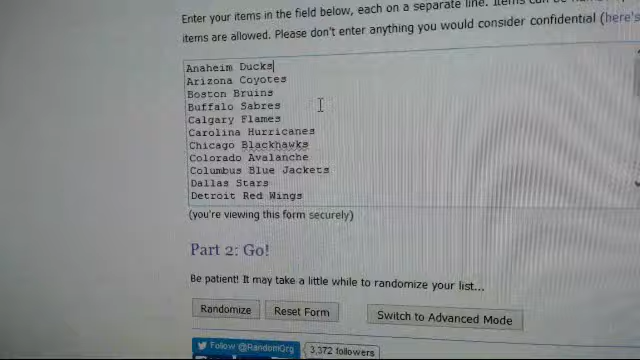 Enter your items in the field below, each on a separate line. Items can be
items are allowed. Please don't enter anything you would consider confidential (here's
Anaheim Ducks
Arizona Coyotes
Boston Bruins
Buffalo Sabres
Calgary Flames
Carolina Hurricanes
Chicago Blackhawks
Colorado Avalanche
Columbus Blue Jackets
Dallas Stars
Detroit Red Wings
(you're viewing this form securely)
Part 2: Go!
Be patient! It may take a little while to randomize your list...
Randomize
Reset Form
Switch to Advanced Mode
Follow @RandomOrg
3,372 followers